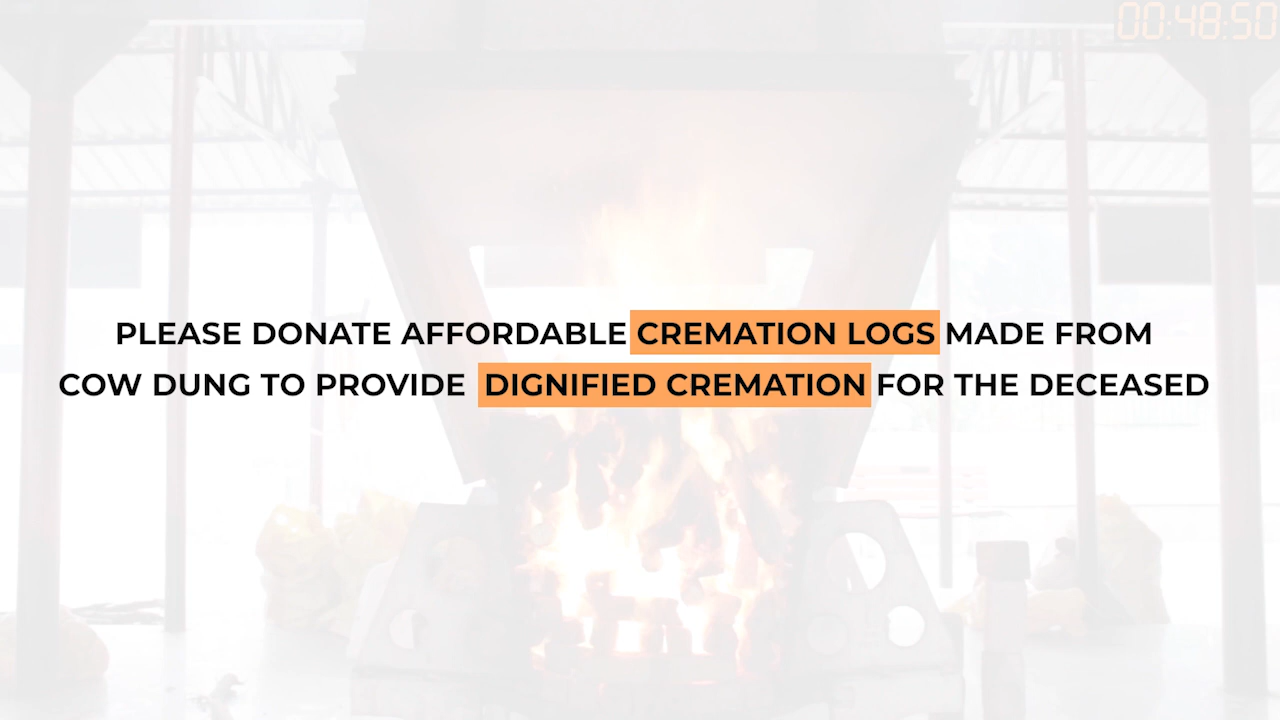 00:48:50
PLEASE DONATE AFFORDABLE CREMATION LOGS MADE FROM
COW DUNG TO PROVIDE DIGNIFIED CREMATION FOR THE DECEASED